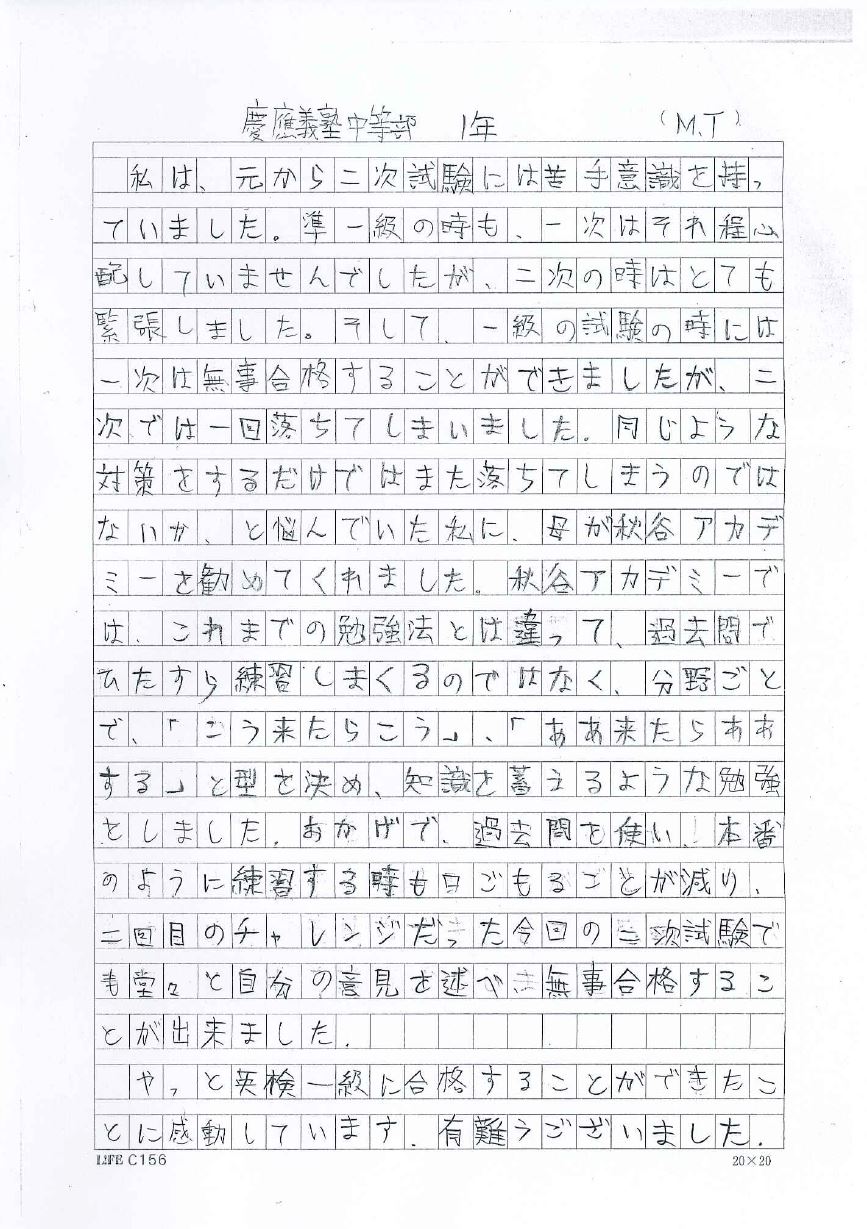 慶應義塾中等部 1年 (M.T)
私は、元から二次試験には苦手意識を持っ
ていました。準一級の時も、一次はそれ程心
配していませんでしたが、二次の時はとても
緊張しました。そして、一級の試験の時には
一次は無事合格することができましたが、二
次では一回落ちてしまいました。同じような
対策をするだけではまた落ちてしまうのでは
ないか、と悩んでいた私に、母が秋谷アカデ
ミーを勧めてくれました。秋谷アカデミーで
は、これまでの勉強法とは違って、過去問で
ひたすら練習しまくるのではなく、分野ごと
で、「こう来たらこう」、「ああ来たらああ
する」と型を決め、知識を蓄えるような勉強
をしました。おかげで、過去問を使い、本番
のように練習する時も口ごもることが減り、
二回目のチャレンジだった今回の二次試験で
も堂々と自分の意見を述べ、無事合格するこ
とが出来ました。
やっと英検一級に合格することができたこ
とに感動しています。有難うございました。
LIFE C156
20×20